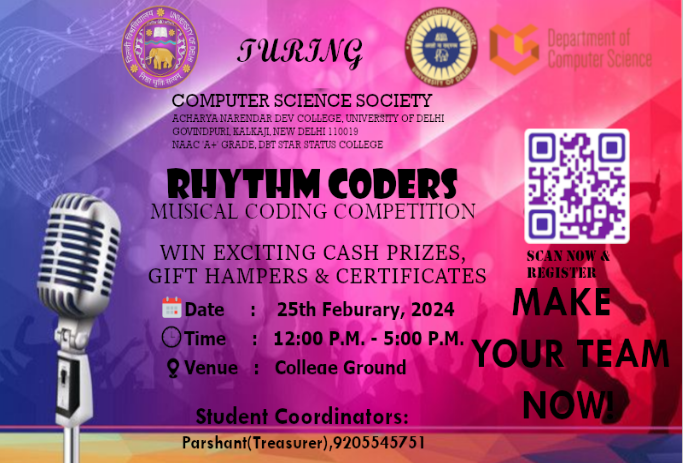 TURING
Department of
Computer Science
COMPUTER SCIENCE SOCIETY
ACHARYA NARENDAR DEV COLLEGE, UNIVERSITY OF DELHI
GOVINDPURI, KALKAJI, NEW DELHI 110019
NAAC 'A+' GRADE, DBT STAR STATUS COLLEGE
RHYTHM CODERS
MUSICAL CODING COMPETITION
WIN EXCITING CASH PRIZES,
GIFT HAMPERS & CERTIFICATES
Date : 25th Feburary, 2024
Time : 12:00 P.M. - 5:00 P.M.
Venue : College Ground
SCAN NOW &
REGISTER
MAKE
YOUR TEAM
NOW!
Student Coordinators:
Parshant(Treasurer),9205545751